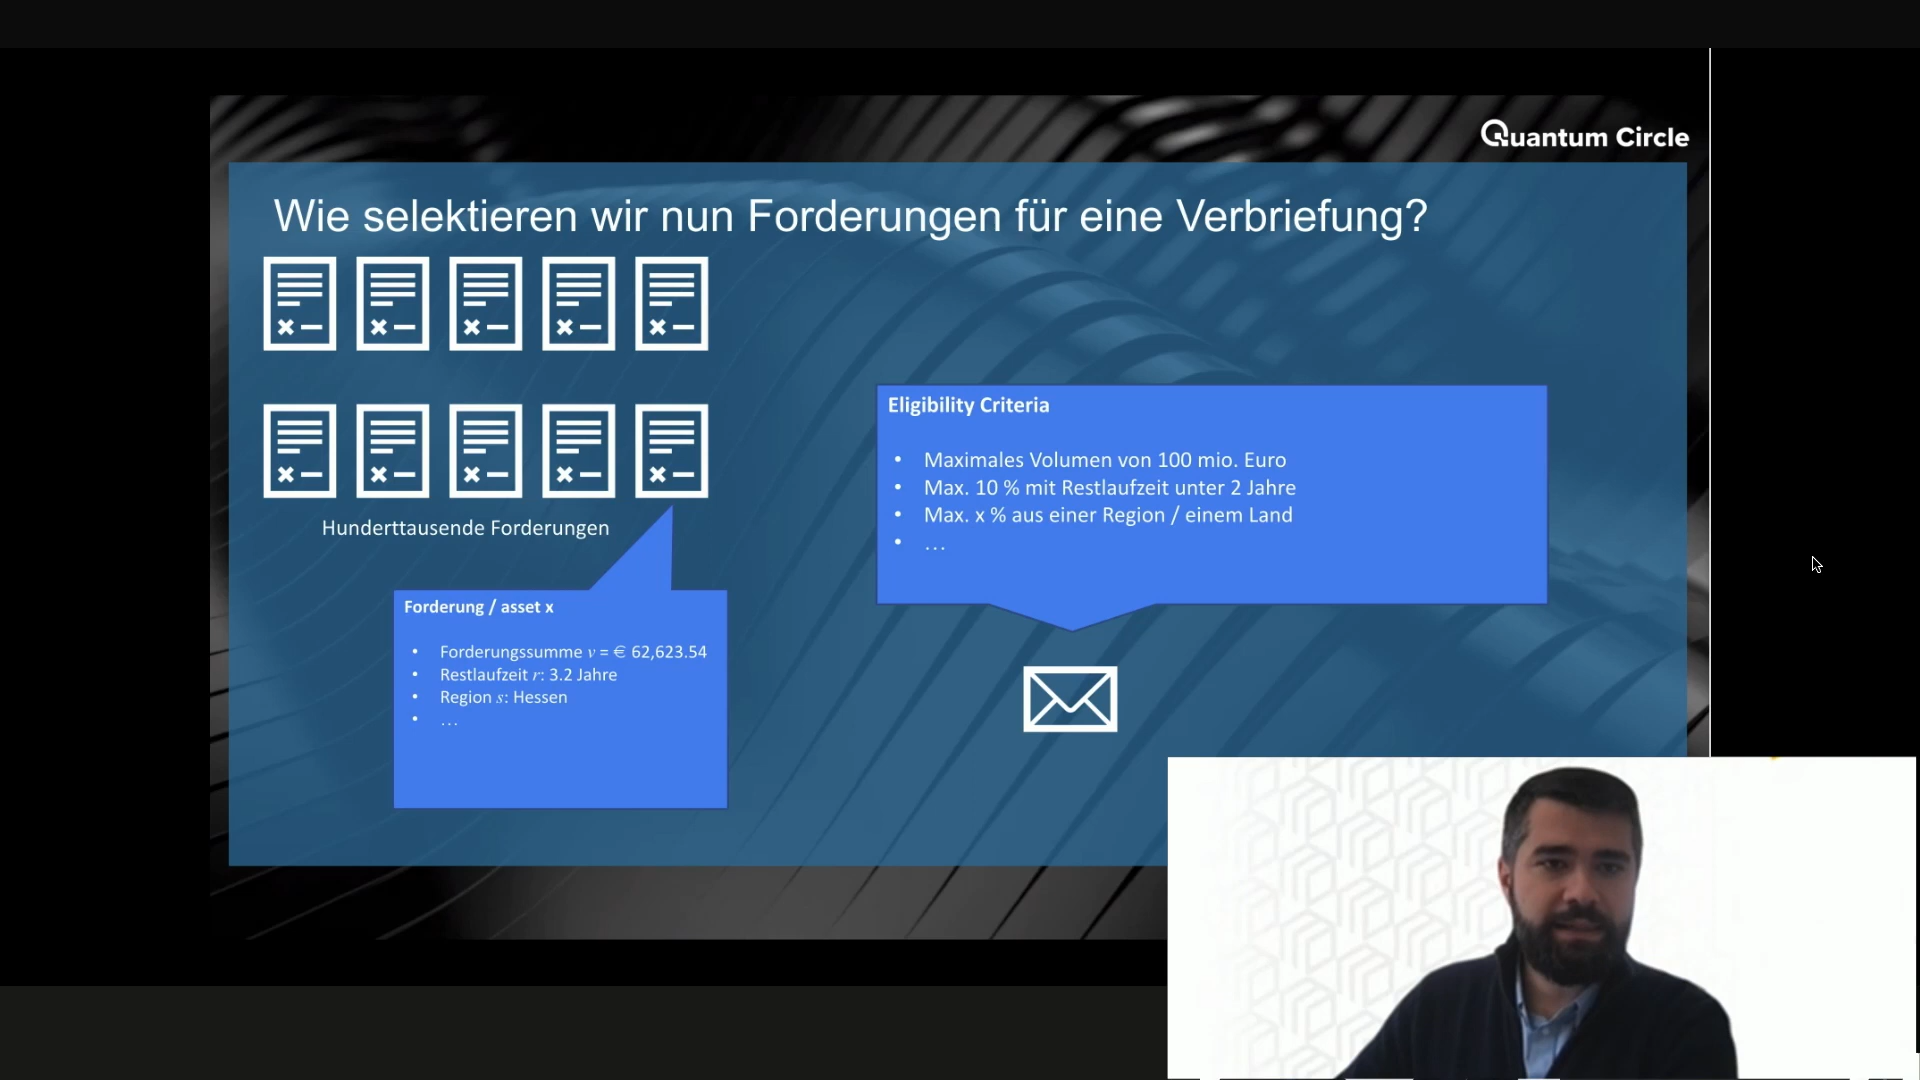 Quantum Circle
Wie selektieren wir nun Forderungen für eine Verbriefung?
Hunderttausende Forderungen
Forderung / asset x
• Forderungssumme v = € 62,623.54
• Restlaufzeit r: 3.2 Jahre
• Region s: Hessen
• …
Eligibility Criteria
• Maximales Volumen von 100 mio. Euro
• Max. 10 % mit Restlaufzeit unter 2 Jahre
• Max. x % aus einer Region / einem Land
• …